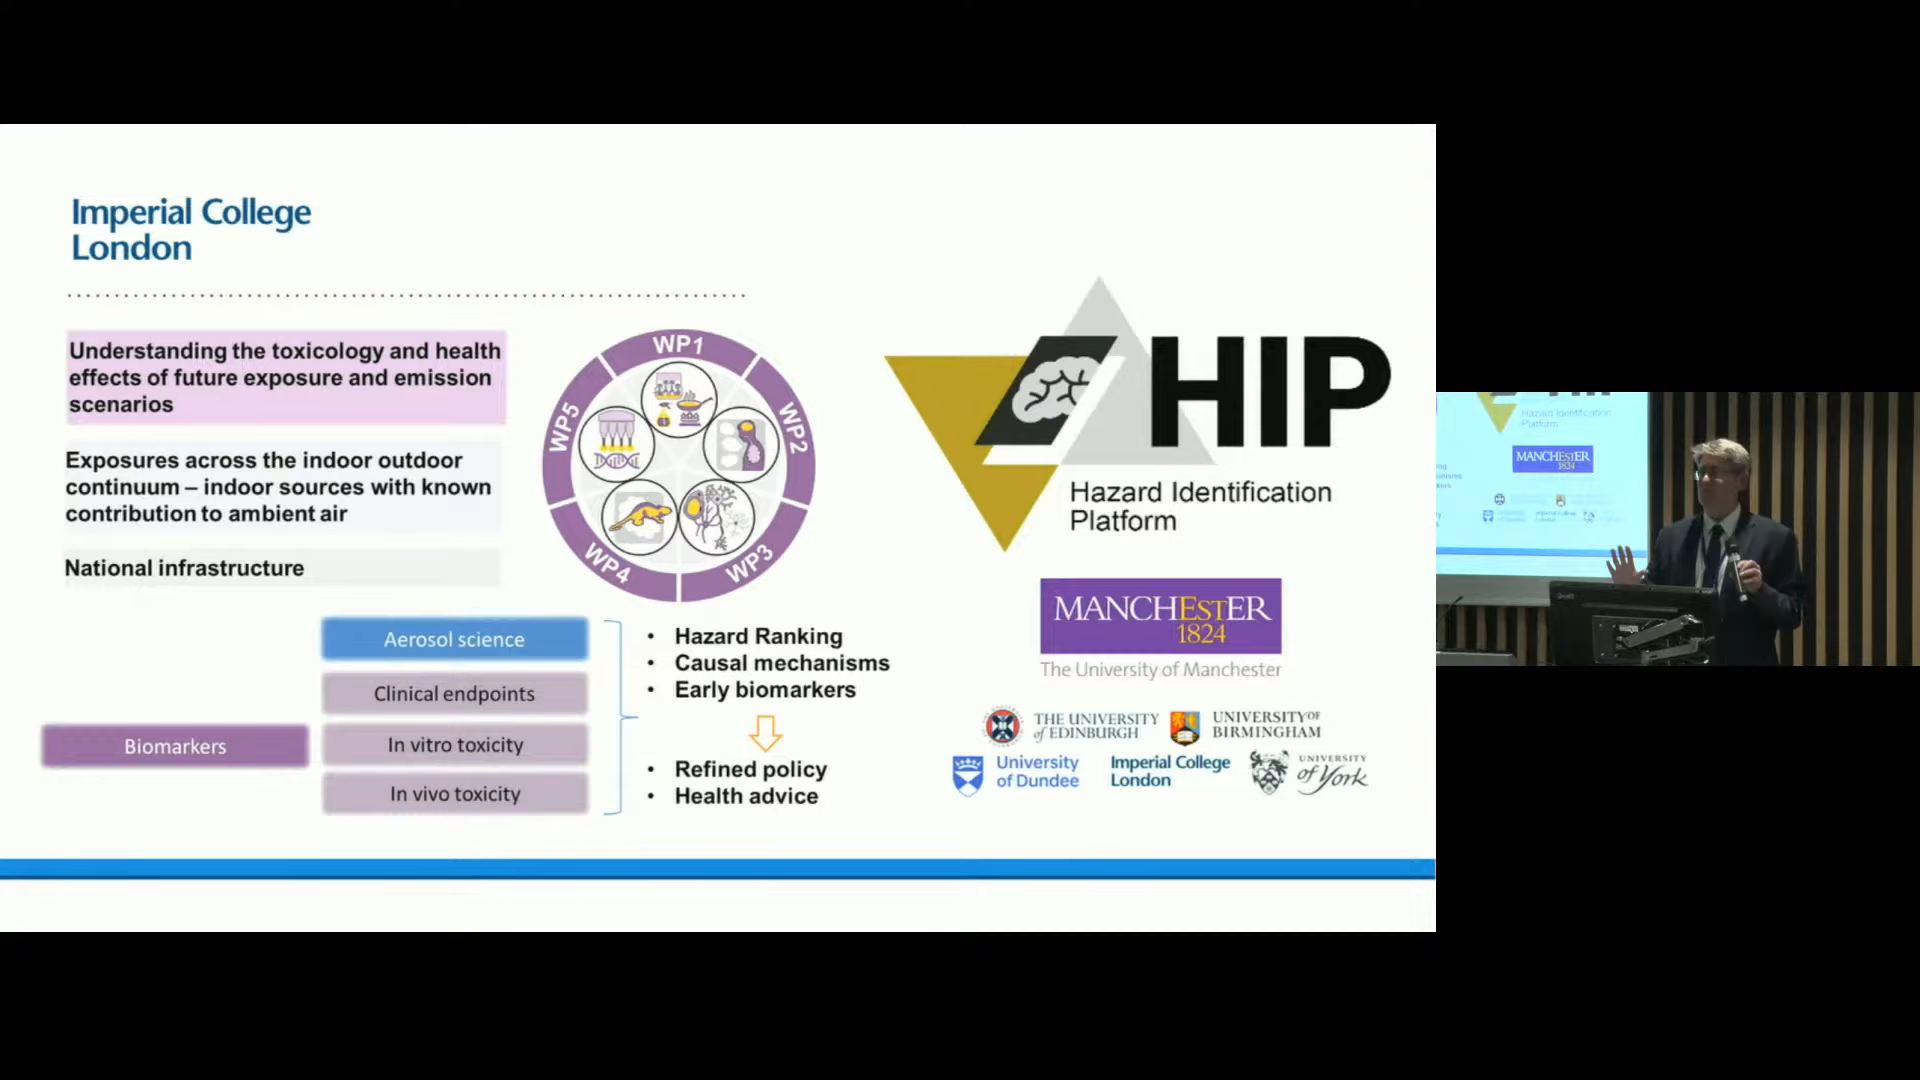 Imperial College
London
Understanding the toxicology and health
effects of future exposure and emission
scenarios
Exposures across the indoor outdoor
continuum – indoor sources with known
contribution to ambient air
National infrastructure
Biomarkers
Aerosol science
Clinical endpoints
In vitro toxicity
In vivo toxicity
WP1
WP2
WP3
WP4
WP5
• Hazard Ranking
• Causal mechanisms
• Early biomarkers
• Refined policy
• Health advice
HIP
Hazard Identification
Platform
MANCHEstER
1824
The University of Manchester
THE UNIVERSITY
of EDINBURGH
UNIVERSITY OF
BIRMINGHAM
University
of Dundee
Imperial College
London
UNIVERSITY
of York
Hazard Identification
Platform
MANCHEstER
1824